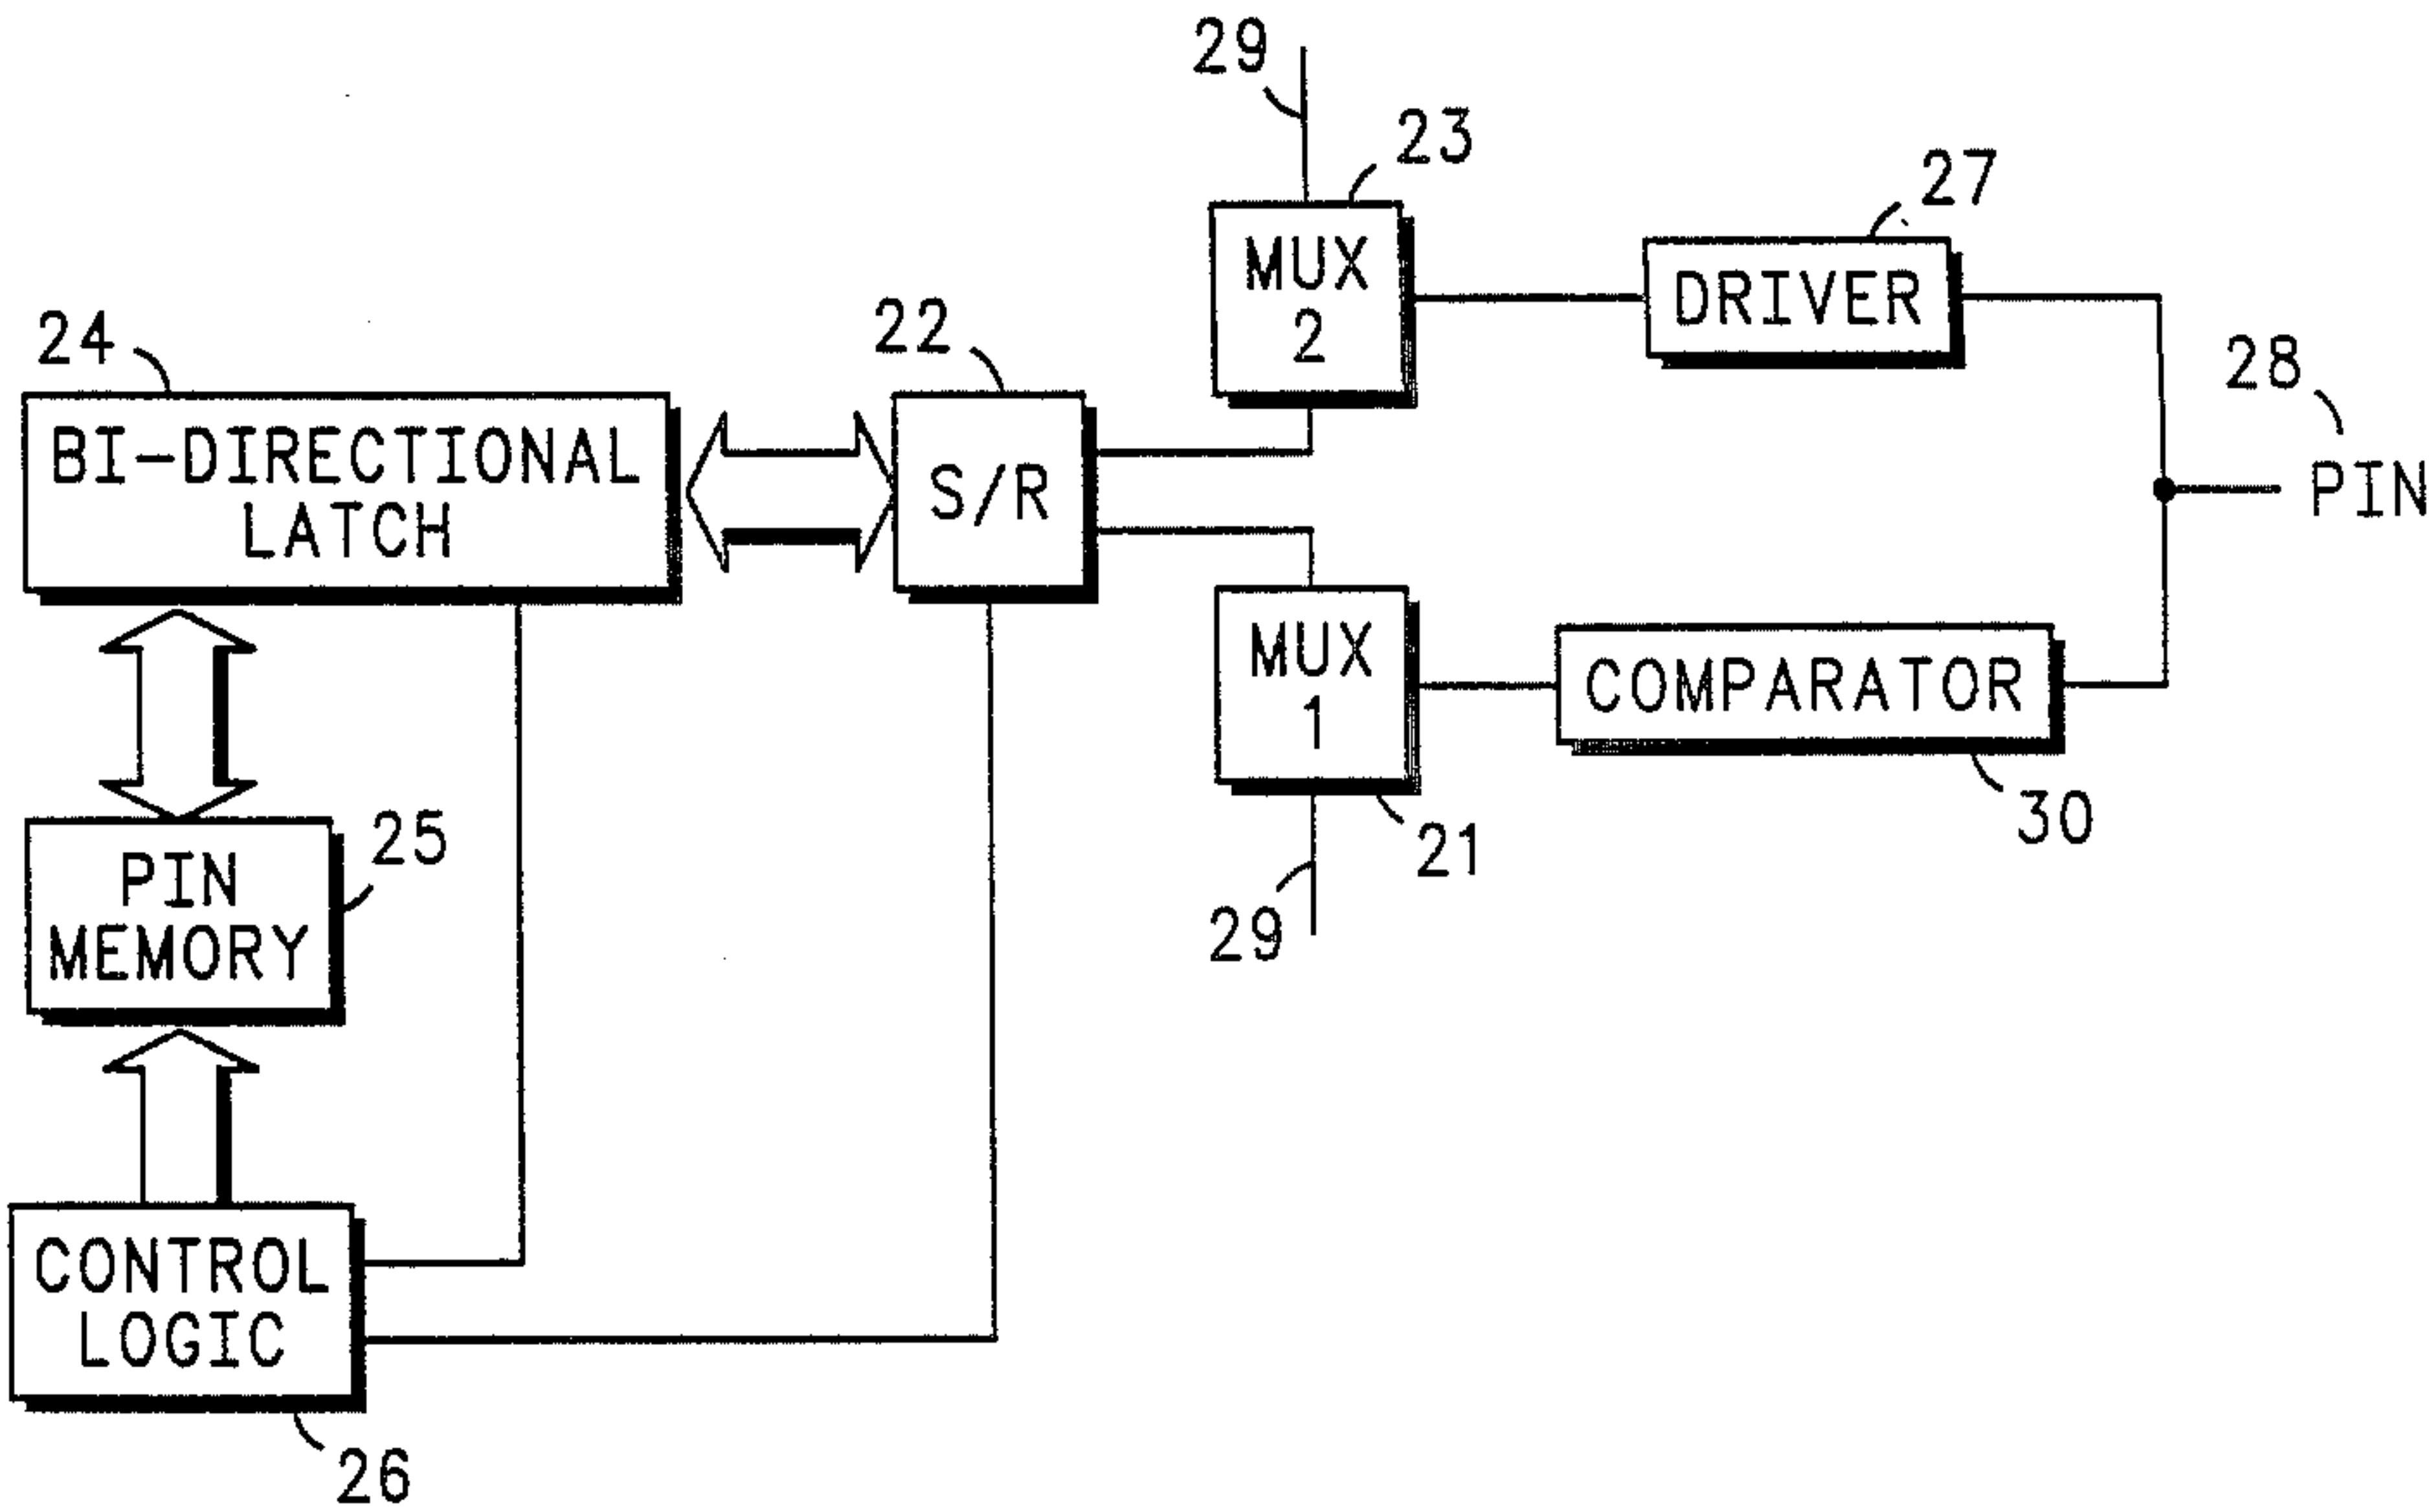 29
23
27
MUX
2
DRIVER
24
22
28
BI-DIRECTIONAL
LATCH
S/R
PIN
MUX
1
COMPARATOR
25
30
21
PIN
MEMORY
29
CONTROL
LOGIC
26